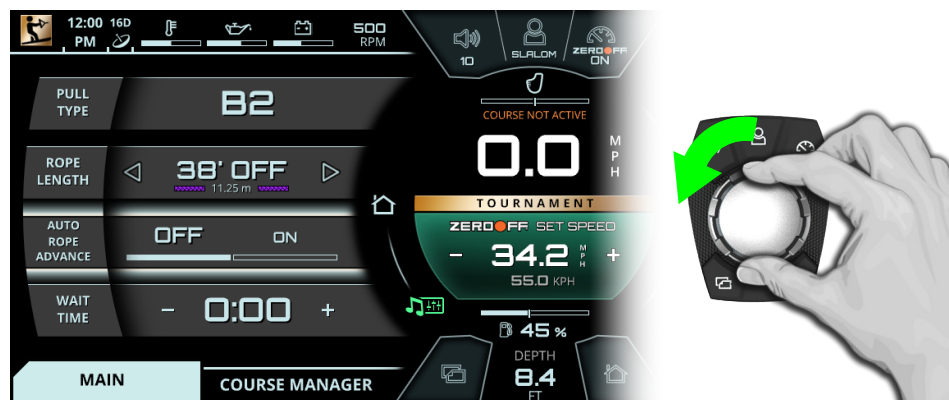 12:00 16D
PM
500
RPM
10
SLALOM
ZEROOFF
ON
PULL
TYPE
B2
COURSE NOT ACTIVE
ROPE
LENGTH
38' OFF
11.25 m
0.0
MPH
TOURNAMENT
AUTO
ROPE
ADVANCE
OFF ON
ZEROOFF SET SPEED
- 34.2 MPH +
55.0 KPH
WAIT
TIME
- 0:00 +
45 %
DEPTH
8.4
FT
MAIN
COURSE MANAGER